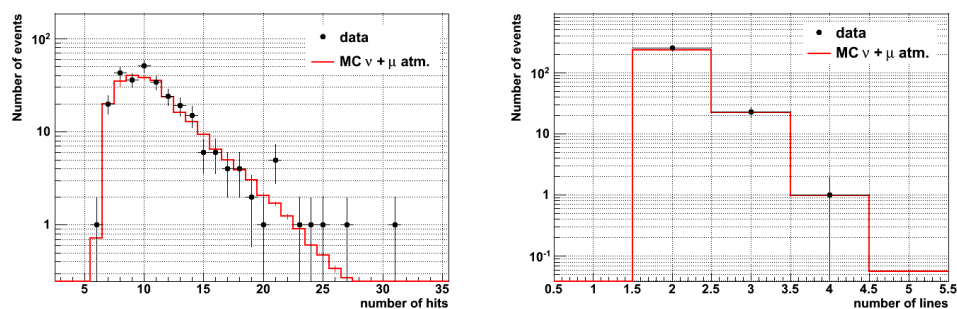 Number of events
10²
10
1
data
MC ν + μ atm.
5 10 15 20 25 30 35
number of hits
Number of events
10²
10
1
10⁻¹
data
MC ν + μ atm.
0.5 1 1.5 2 2.5 3 3.5 4 4.5 5 5.5
number of lines